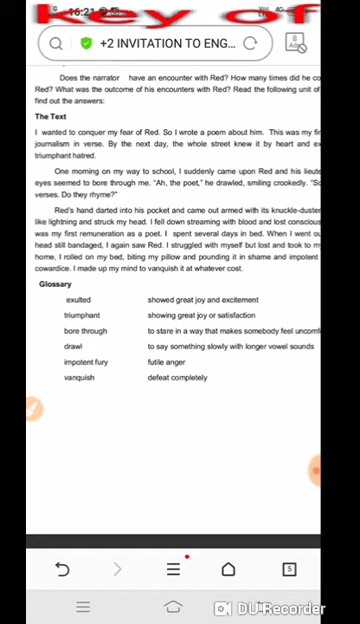 key of
16:21
4G
+2 INVITATION TO ENG...
8
Ads
Does the narrator have an encounter with Red? How many times did he co
Red? What was the outcome of his encounters with Red? Read the following unit of
find out the answers:
The Text
I wanted to conquer my fear of Red. So I wrote a poem about him. This was my fi
journalism in verse. By the next day, the whole street knew it by heart and ex
triumphant hatred.
One morning on my way to school, I suddenly came upon Red and his lieute
eyes seemed to bore through me. "Ah, the poet," he drawled, smiling crookedly. "So
verses. Do they rhyme?"
Red's hand darted into his pocket and came out armed with its knuckle-duster
like lightning and struck my head. I fell down streaming with blood and lost conscious
was my first remuneration as a poet. I spent several days in bed. When I went ou
head still bandaged, I again saw Red. I struggled with myself but lost and took to m
home, I rolled on my bed, biting my pillow and pounding it in shame and impotent
cowardice. I made up my mind to vanquish it at whatever cost.
Glossary
exulted showed great joy and excitement
triumphant showing great joy or satisfaction
bore through to stare in a way that makes somebody feel uncomf
drawl to say something slowly with longer vowel sounds
impotent fury futile anger
vanquish defeat completely
5
DU Recorder